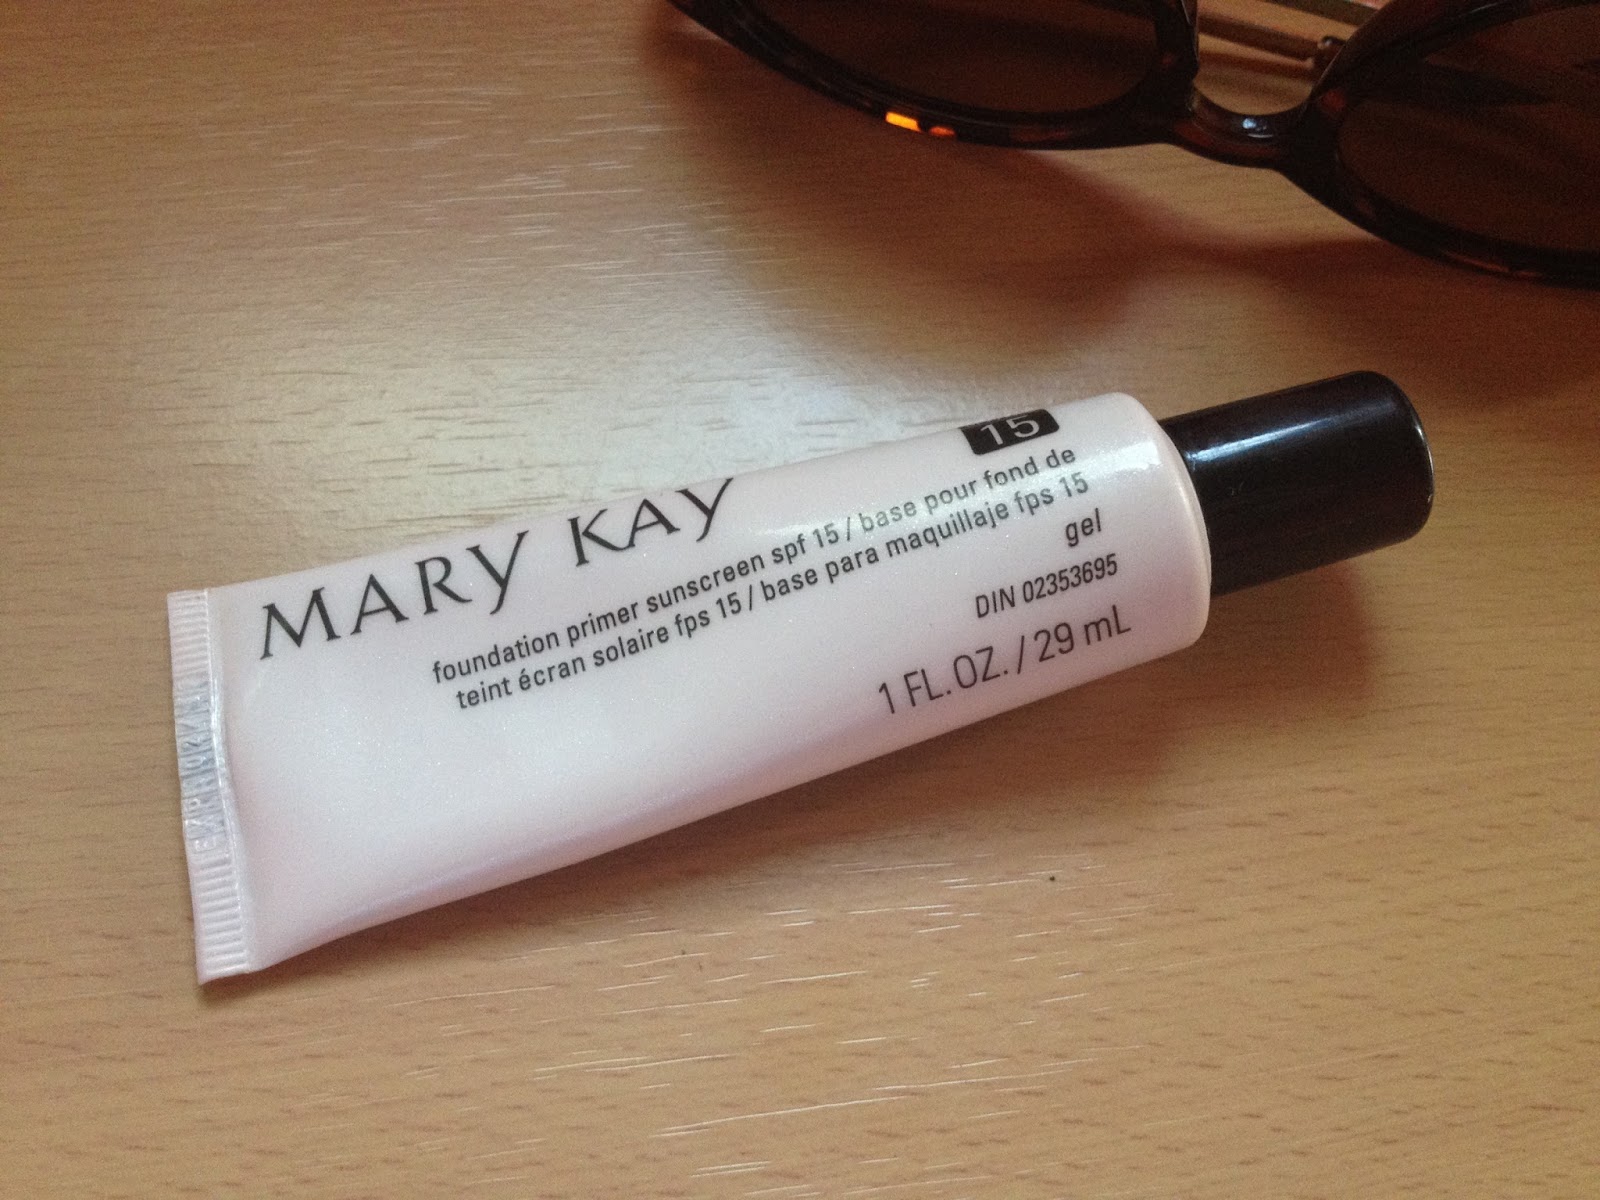 MARY KAY
15
foundation primer sunscreen spf 15 / base pour fond de
teint écran solaire fps 15 / base para maquillaje fps 15
gel
DIN 02353695
1 FL. OZ. / 29 mL